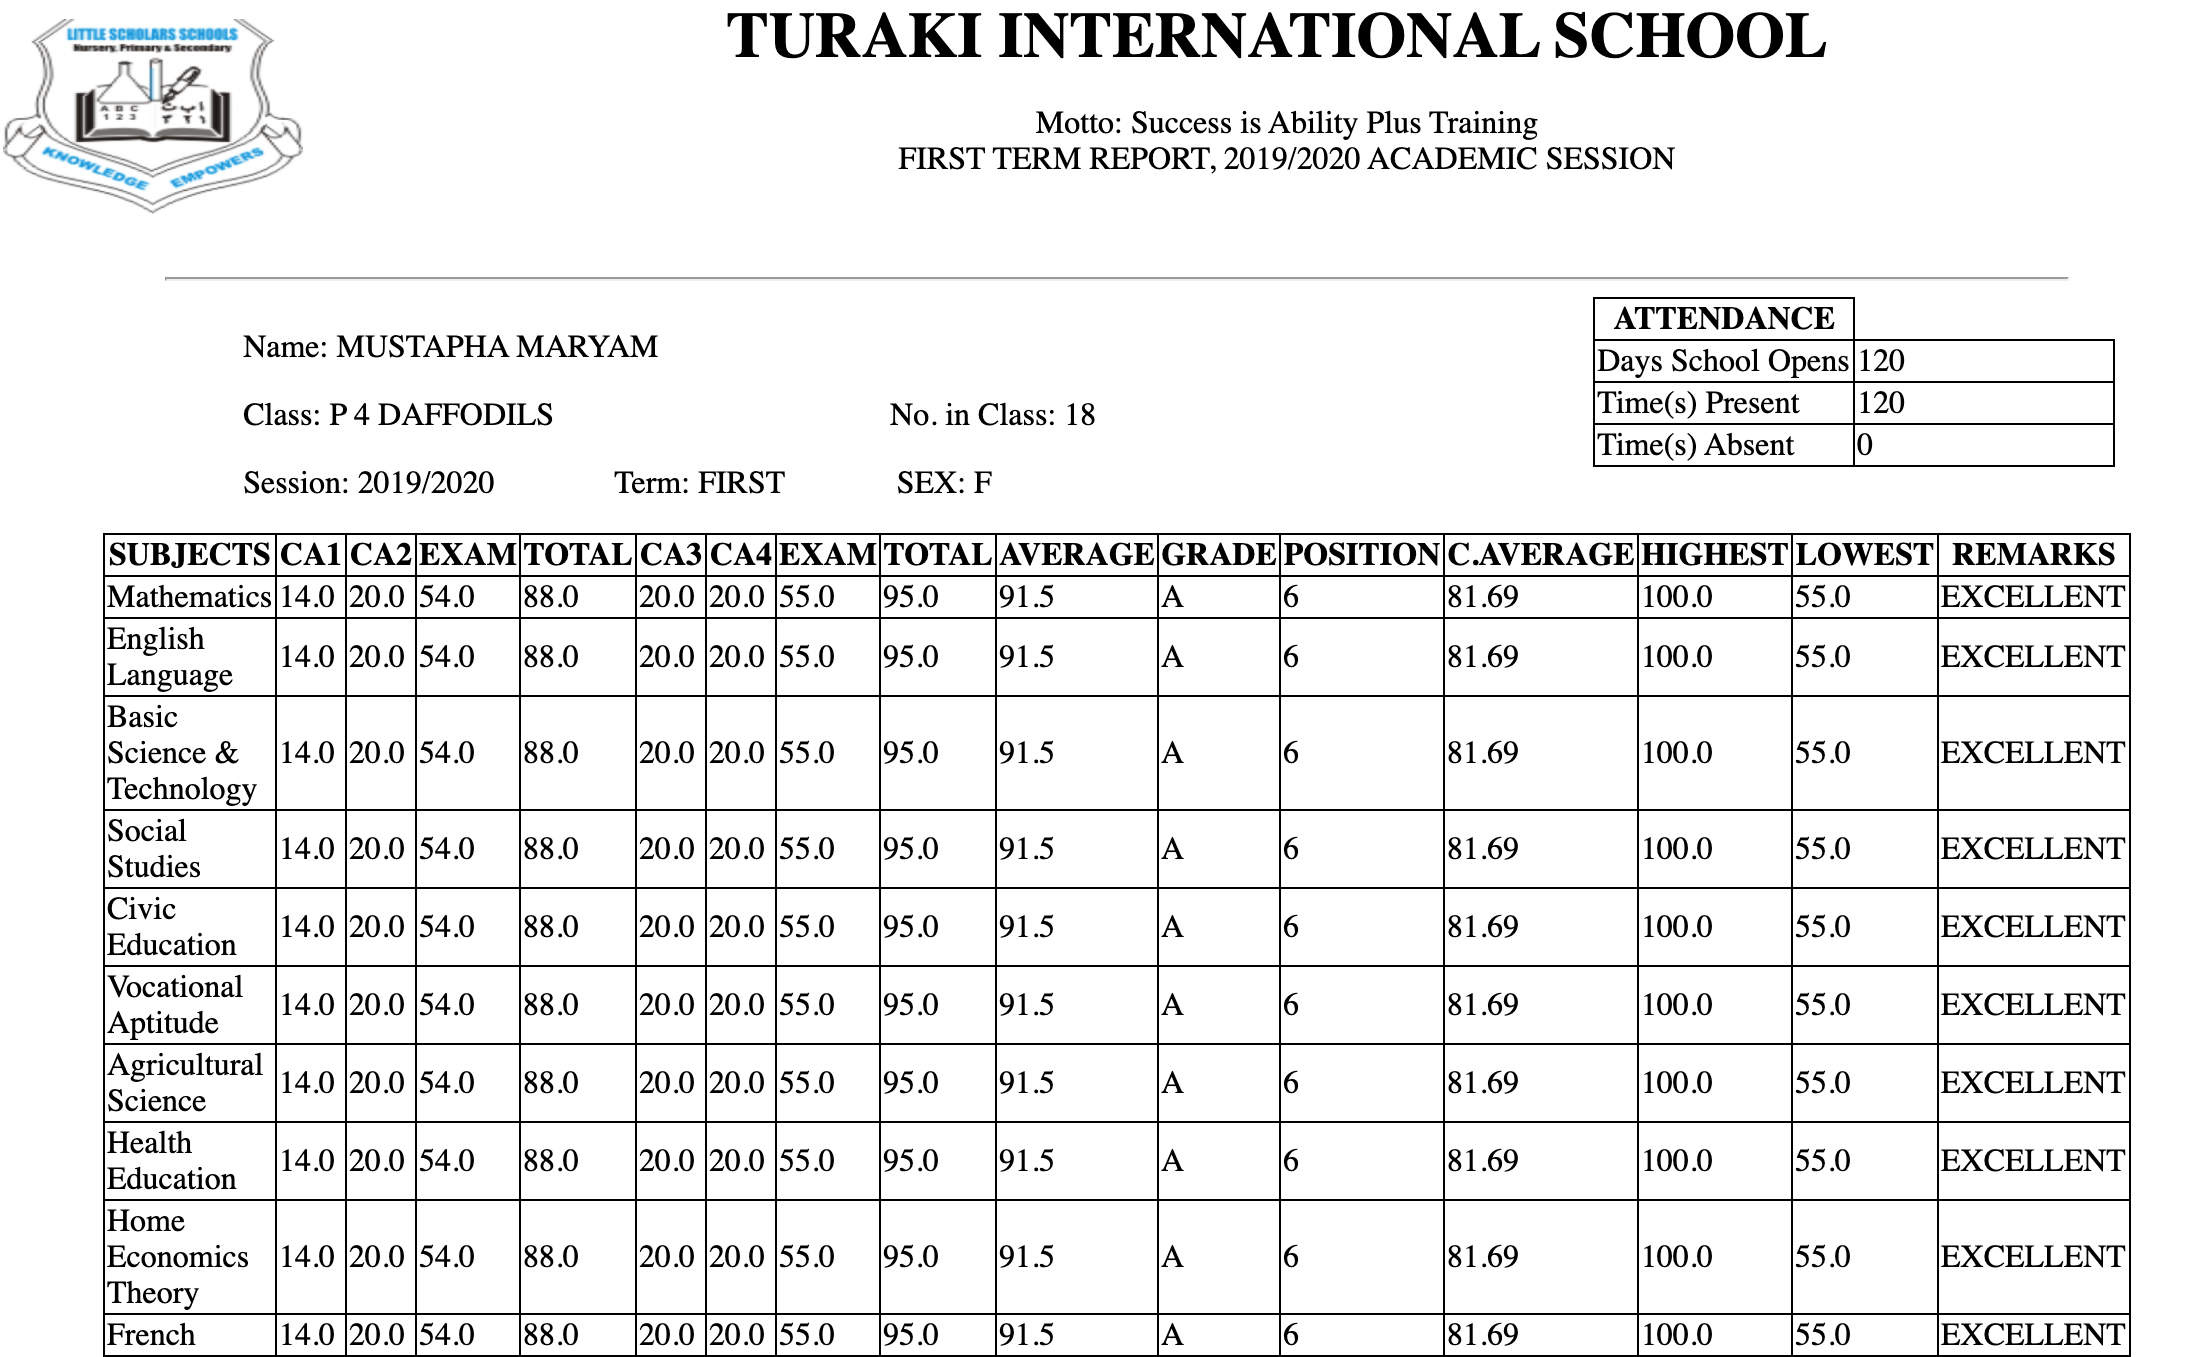 LITTLE SCHOLARS SCHOOLS
Nursery, Primary & Secondary
A B C
1 2 3
ا ب ت
١ ٢ ٣
KNOWLEDGE EMPOWERS
TURAKI INTERNATIONAL SCHOOL
Motto: Success is Ability Plus Training
FIRST TERM REPORT, 2019/2020 ACADEMIC SESSION
Name: MUSTAPHA MARYAM
Class: P 4 DAFFODILS No. in Class: 18
Session: 2019/2020 Term: FIRST SEX: F
ATTENDANCE
Days School Opens 120
Time(s) Present 120
Time(s) Absent 0
SUBJECTS CA1 CA2 EXAM TOTAL CA3 CA4 EXAM TOTAL AVERAGE GRADE POSITION C.AVERAGE HIGHEST LOWEST REMARKS
Mathematics 14.0 20.0 54.0 88.0 20.0 20.0 55.0 95.0 91.5 A 6 81.69 100.0 55.0 EXCELLENT
English
Language
14.0 20.0 54.0 88.0 20.0 20.0 55.0 95.0 91.5 A 6 81.69 100.0 55.0 EXCELLENT
Basic
Science &
Technology
14.0 20.0 54.0 88.0 20.0 20.0 55.0 95.0 91.5 A 6 81.69 100.0 55.0 EXCELLENT
Social
Studies
14.0 20.0 54.0 88.0 20.0 20.0 55.0 95.0 91.5 A 6 81.69 100.0 55.0 EXCELLENT
Civic
Education
14.0 20.0 54.0 88.0 20.0 20.0 55.0 95.0 91.5 A 6 81.69 100.0 55.0 EXCELLENT
Vocational
Aptitude
14.0 20.0 54.0 88.0 20.0 20.0 55.0 95.0 91.5 A 6 81.69 100.0 55.0 EXCELLENT
Agricultural
Science
14.0 20.0 54.0 88.0 20.0 20.0 55.0 95.0 91.5 A 6 81.69 100.0 55.0 EXCELLENT
Health
Education
14.0 20.0 54.0 88.0 20.0 20.0 55.0 95.0 91.5 A 6 81.69 100.0 55.0 EXCELLENT
Home
Economics
Theory
14.0 20.0 54.0 88.0 20.0 20.0 55.0 95.0 91.5 A 6 81.69 100.0 55.0 EXCELLENT
French 14.0 20.0 54.0 88.0 20.0 20.0 55.0 95.0 91.5 A 6 81.69 100.0 55.0 EXCELLENT